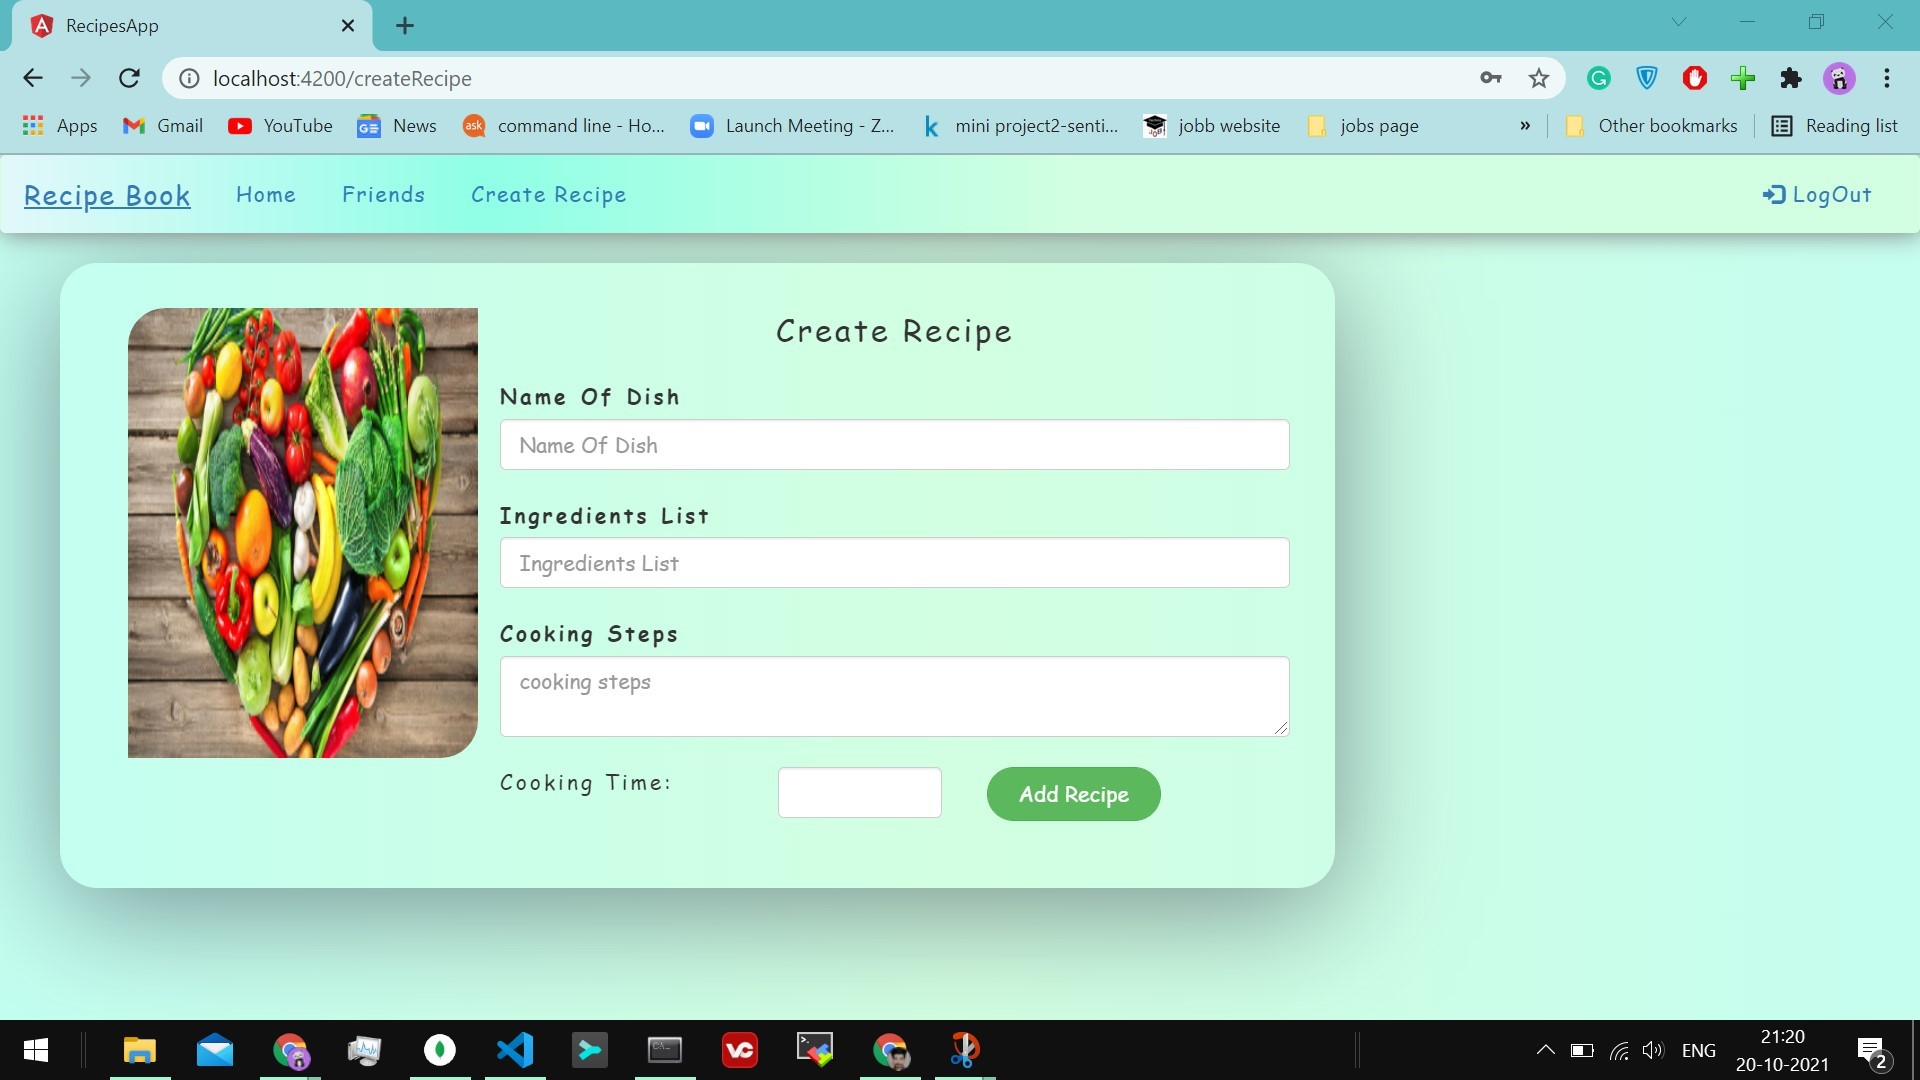 RecipesApp
localhost:4200/createRecipe
Apps Gmail YouTube News ask command line - Ho... Launch Meeting - Z... k mini project2-senti... jobb website jobs page » Other bookmarks Reading list
Recipe Book Home Friends Create Recipe LogOut
Create Recipe
Name Of Dish
Name Of Dish
Ingredients List
Ingredients List
Cooking Steps
cooking steps
Cooking Time: Add Recipe
ENG 21:20
20-10-2021 2